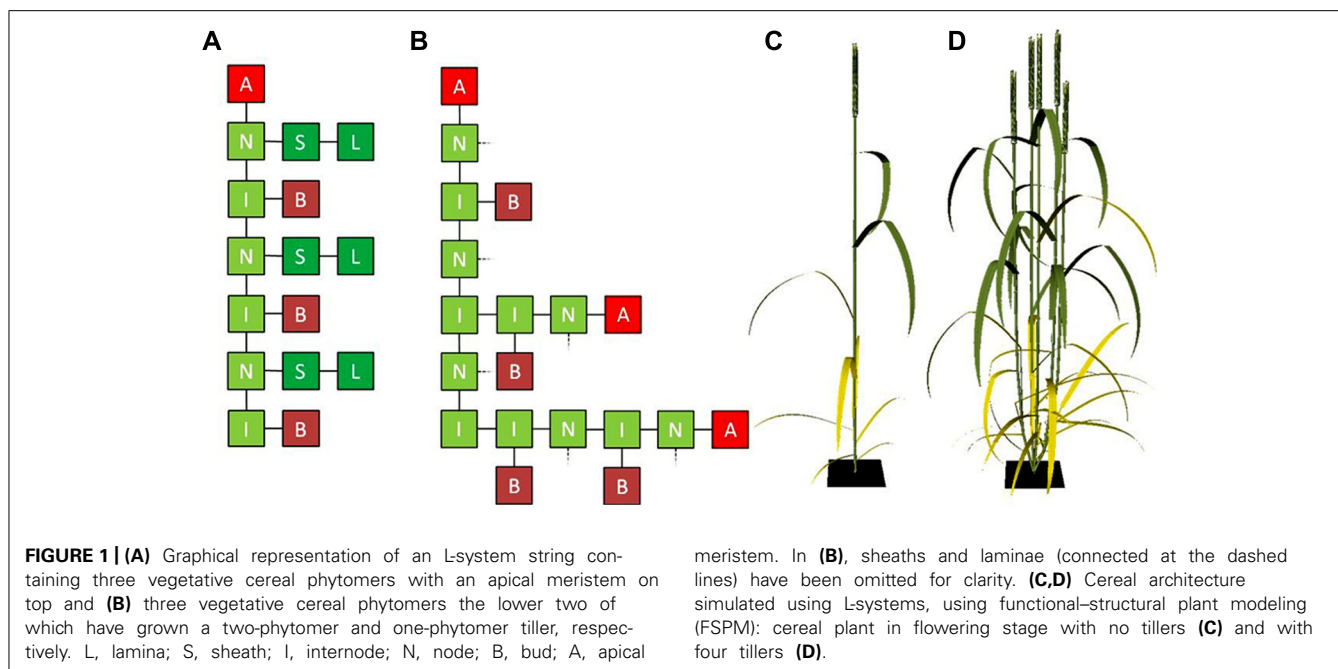 A B C D
A A
N S L N
I B I B
N S L N
I B I I N A
N S L N B
I B I I N I N A
B B
FIGURE 1 | (A) Graphical representation of an L-system string con-
taining three vegetative cereal phytomers with an apical meristem on
top and (B) three vegetative cereal phytomers the lower two of
which have grown a two-phytomer and one-phytomer tiller, respec-
tively. L, lamina; S, sheath; I, internode; N, node; B, bud; A, apical
meristem. In (B), sheaths and laminae (connected at the dashed
lines) have been omitted for clarity. (C,D) Cereal architecture
simulated using L-systems, using functional–structural plant modeling
(FSPM): cereal plant in flowering stage with no tillers (C) and with
four tillers (D).